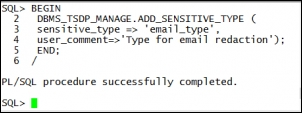 SQL> BEGIN
2 DBMS_TSDP_MANAGE.ADD_SENSITIVE_TYPE (
3 sensitive_type => 'email_type',
4 user_comment=>'Type for email redaction');
5 END;
6 /
PL/SQL procedure successfully completed.
SQL>